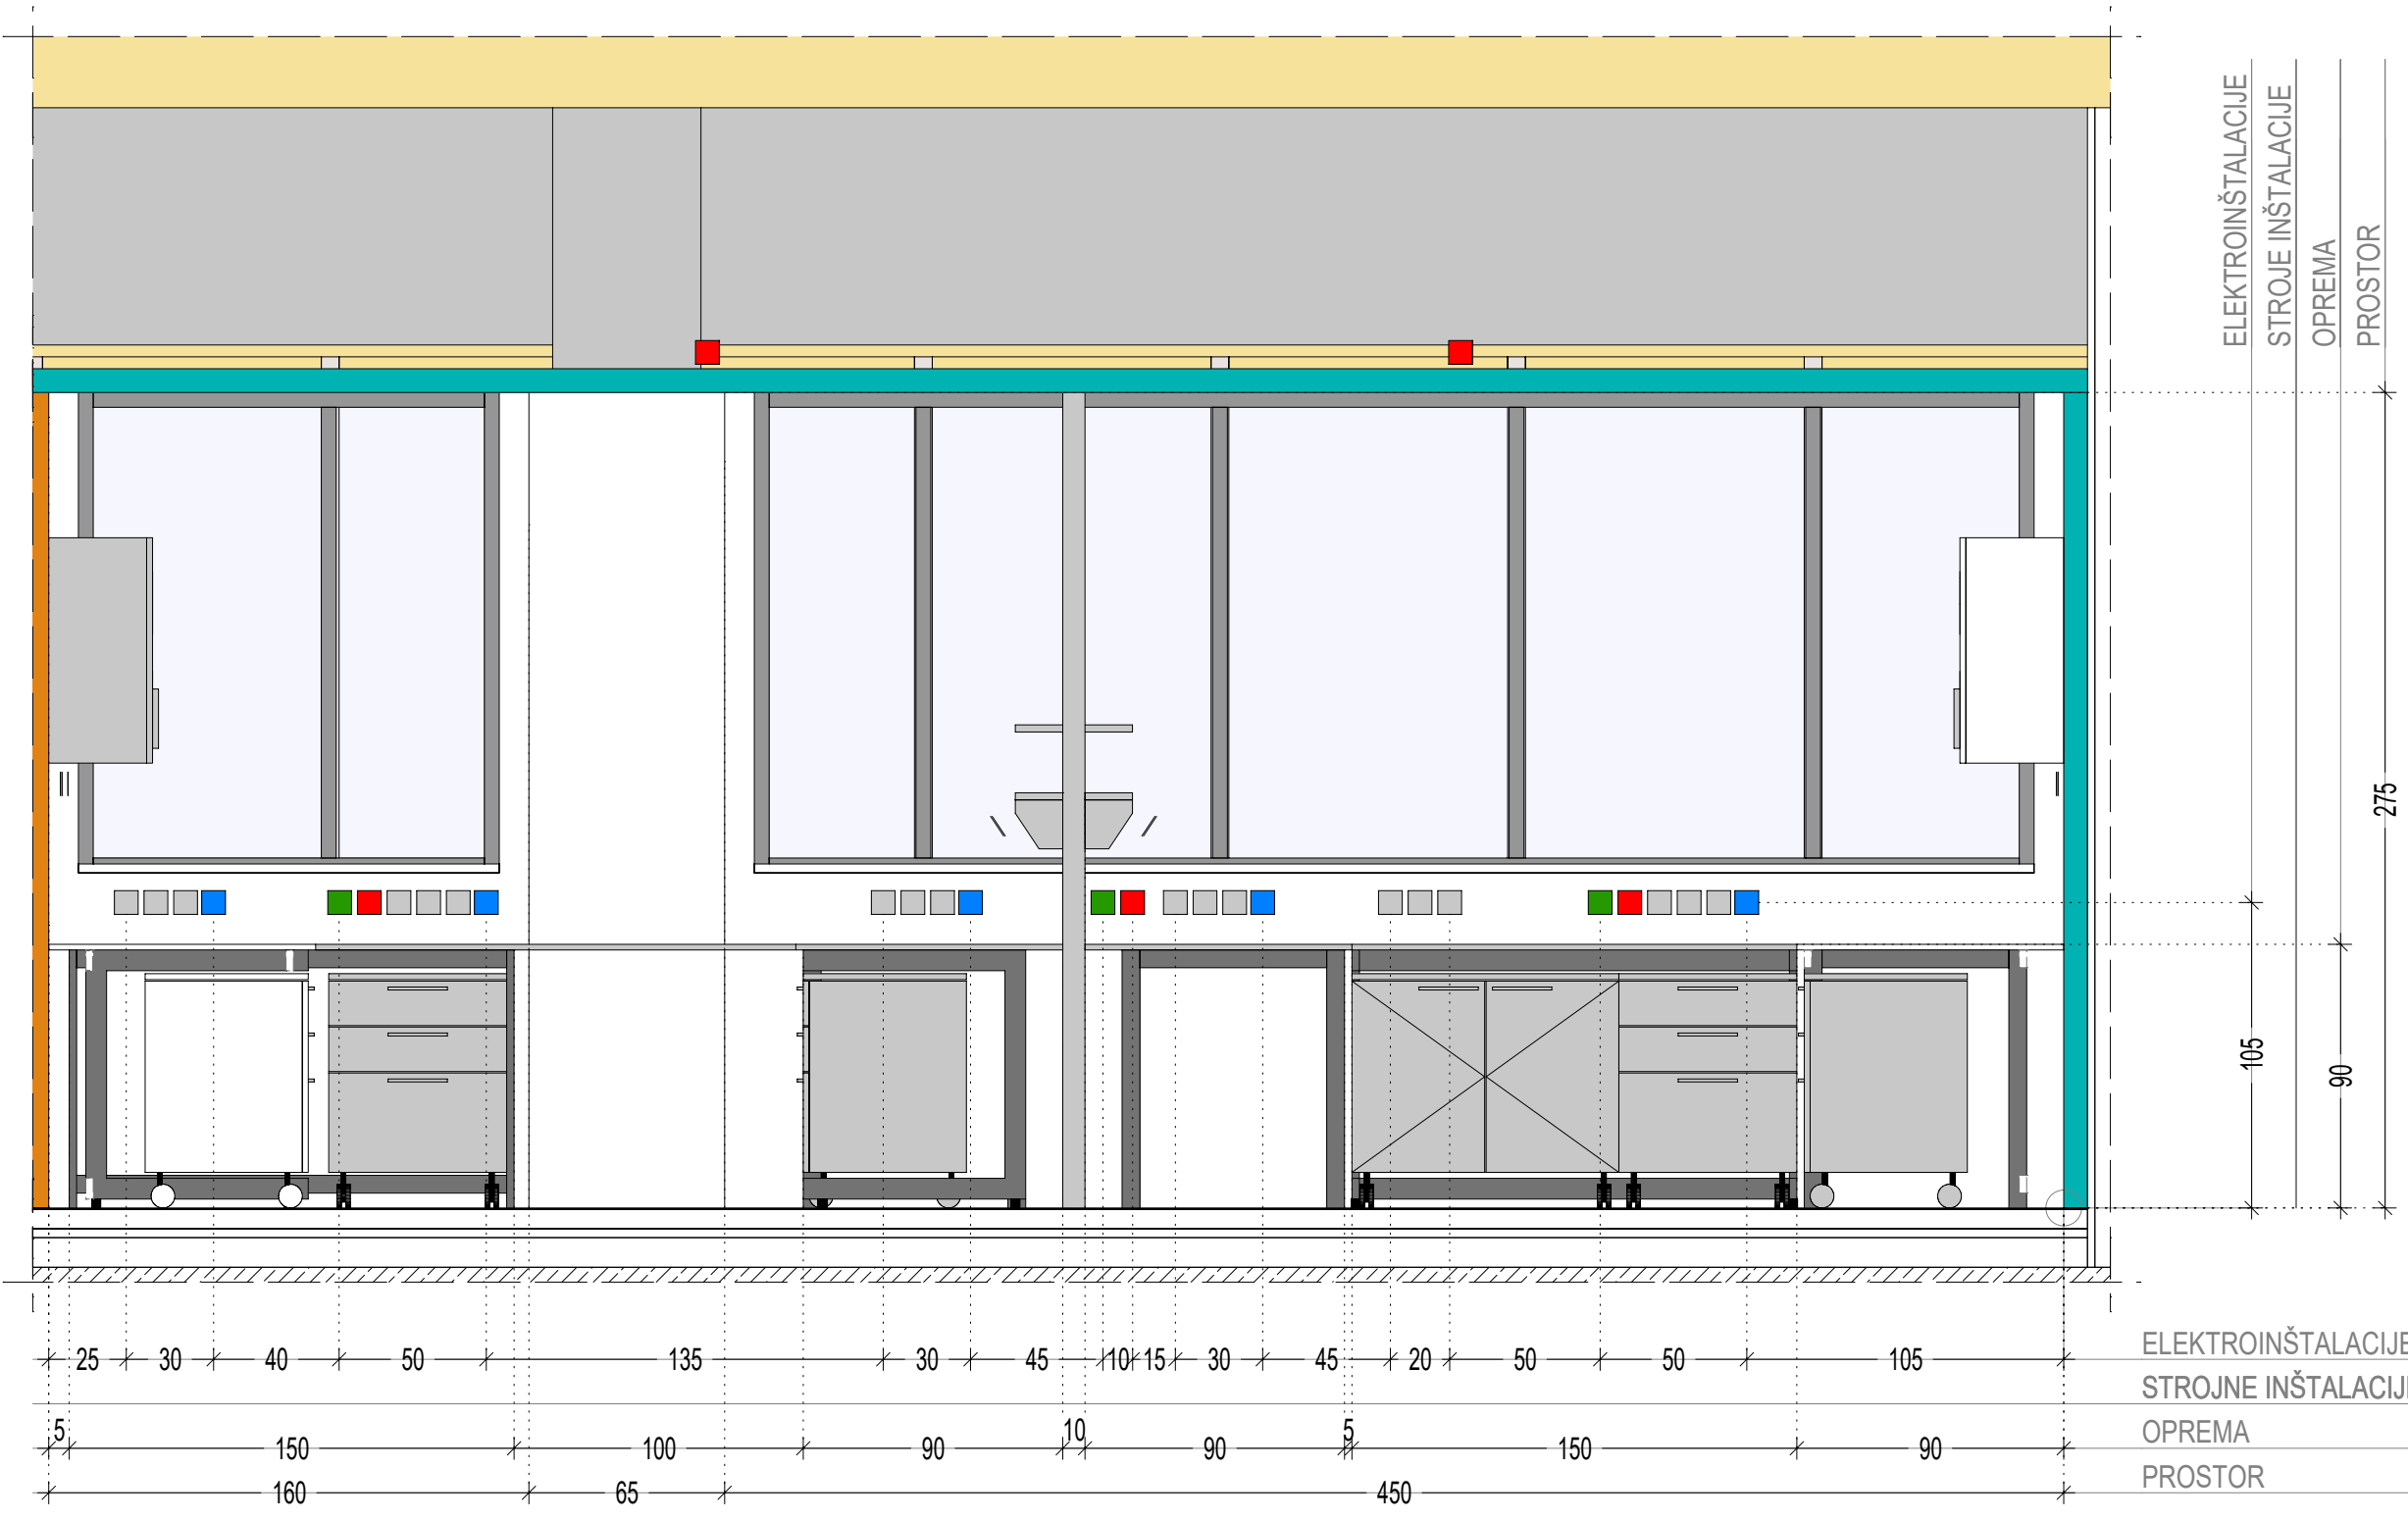 ELEKTROINŠTALACIJE
STROJE INŠTALACIJE
OPREMA
PROSTOR
275
105
90
25 30 40 50 135 30 45 10 15 30 45 20 50 50 105
ELEKTROINŠTALACIJE
STROJNE INŠTALACIJE
5 150 100 90 10 90 5 150 90
OPREMA
160 65 450
PROSTOR